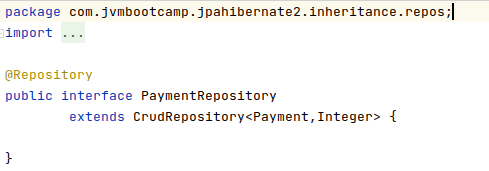 package com.jvmbootcamp.jpahibernate2.inheritance.repos;
import ...
@Repository
public interface PaymentRepository
extends CrudRepository<Payment,Integer> {
}